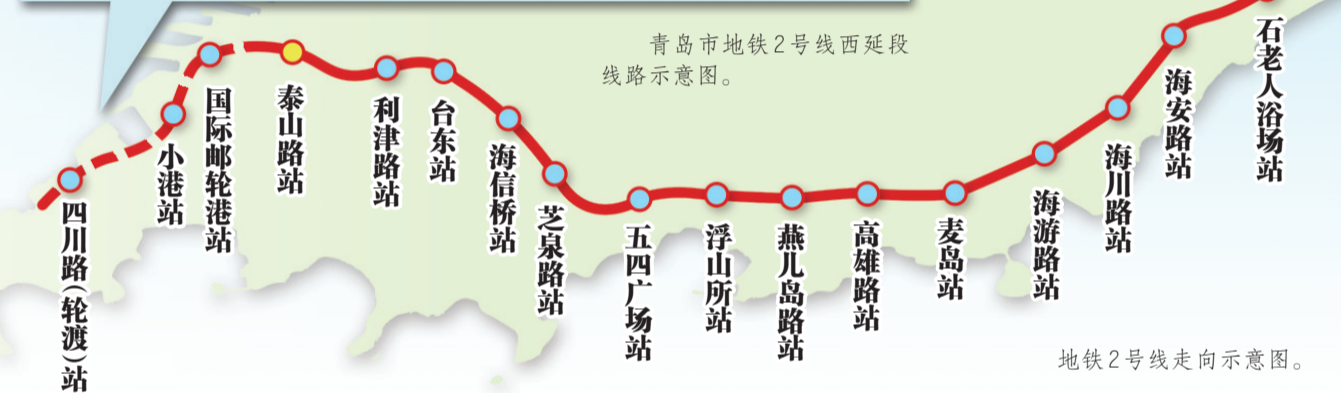 青岛市地铁2号线西延段
线路示意图。
四川路(轮渡)站
小港站
国际邮轮港站
泰山路站
利津路站
台东站
海信桥站
芝泉路站
五四广场站
浮山所站
燕儿岛路站
高雄路站
麦岛站
海游路站
海川路站
海安路站
石老人浴场站
地铁2号线走向示意图。